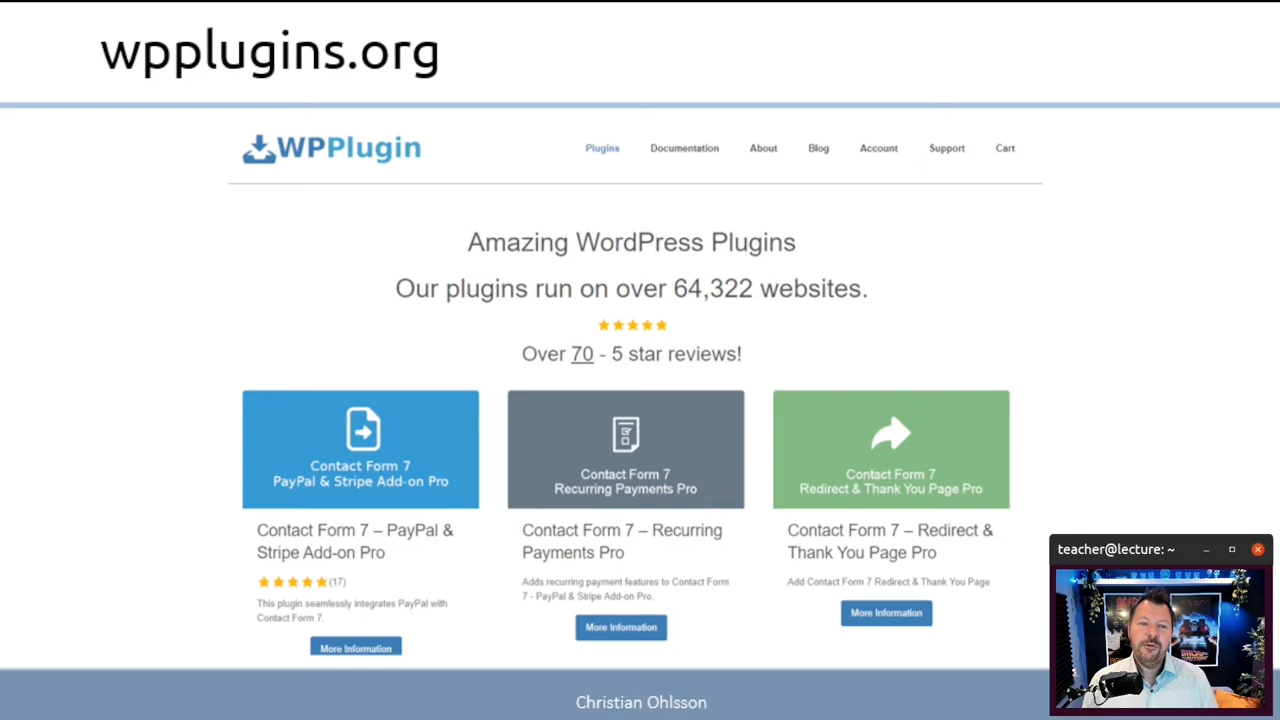 wpplugins.org
WPPlugin
Plugins Documentation About Blog Account Support Cart
Amazing WordPress Plugins
Our plugins run on over 64,322 websites.
Over 70 - 5 star reviews!
Contact Form 7
PayPal & Stripe Add-on Pro
Contact Form 7
Recurring Payments Pro
Contact Form 7
Redirect & Thank You Page Pro
Contact Form 7 – PayPal &
Stripe Add-on Pro
(17)
This plugin seamlessly integrates PayPal with
Contact Form 7.
More Information
Contact Form 7 – Recurring
Payments Pro
Adds recurring payment features to Contact Form
7 - PayPal & Stripe Add-on Pro.
More Information
Contact Form 7 – Redirect &
Thank You Page Pro
Add Contact Form 7 Redirect & Thank You Page
More Information
teacher@lecture: ~
Christian Ohlsson